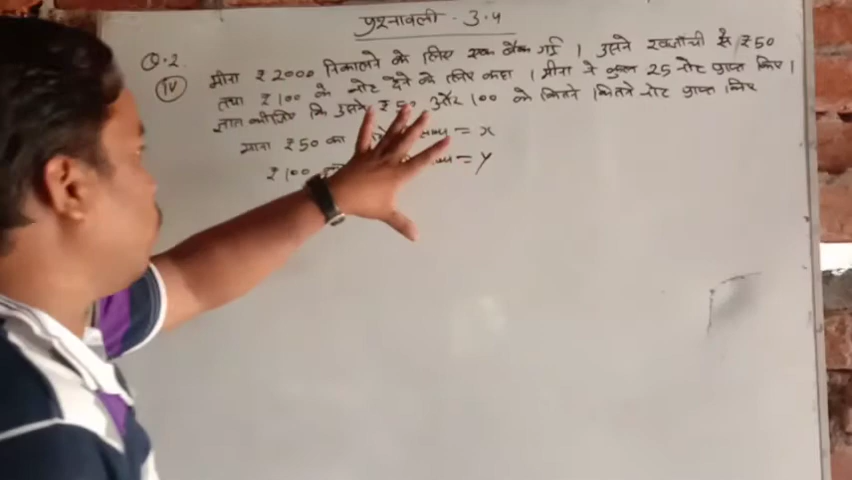 प्रश्नावली - 3.4
Q.2.
(iv) मीना ₹ 2000 निकालने के लिए एक बैंक गई । उसने खजांची से ₹50
तथा ₹ 100 के नोट देने के लिए कहा । मीना ने कुल 25 नोट प्राप्त किए ।
ज्ञात कीजिए कि उसने ₹ 50 और 100 के कितने कितने नोट प्राप्त किए
माना ₹50 का = x
₹ 100 = y